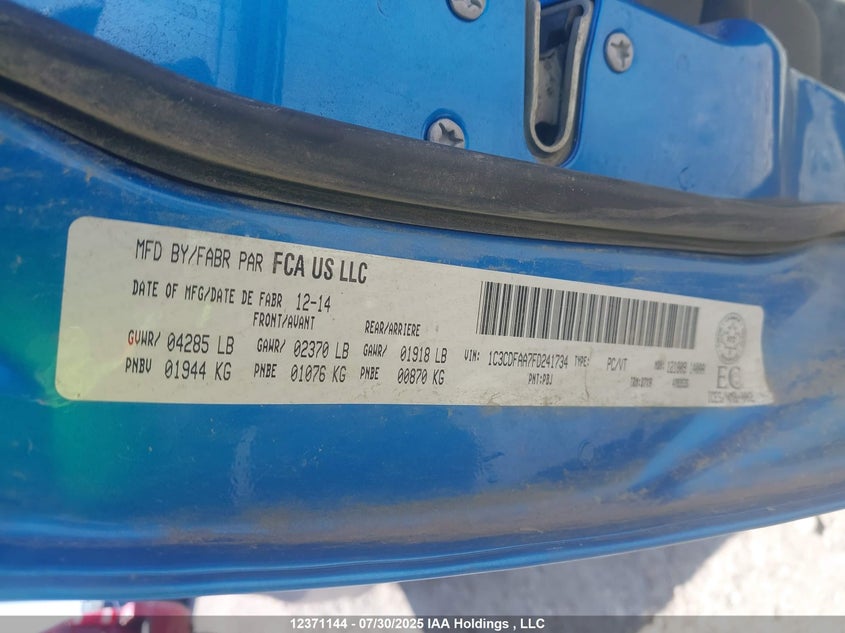 MFD BY/FABR PAR FCA US LLC
DATE OF MFG/DATE DE FABR 12-14
FRONT/AVANT REAR/ARRIERE
GVWR/ 04285 LB GAWR/ 02370 LB GAWR/ 01918 LB
PNBV 01944 KG PNBE 01076 KG PNBE 00870 KG
VIN: 1C3CDFAA7FD241734 TYPE: PC/VT
PNT:PBJ
EC
12371144 - 07/30/2025 IAA Holdings , LLC